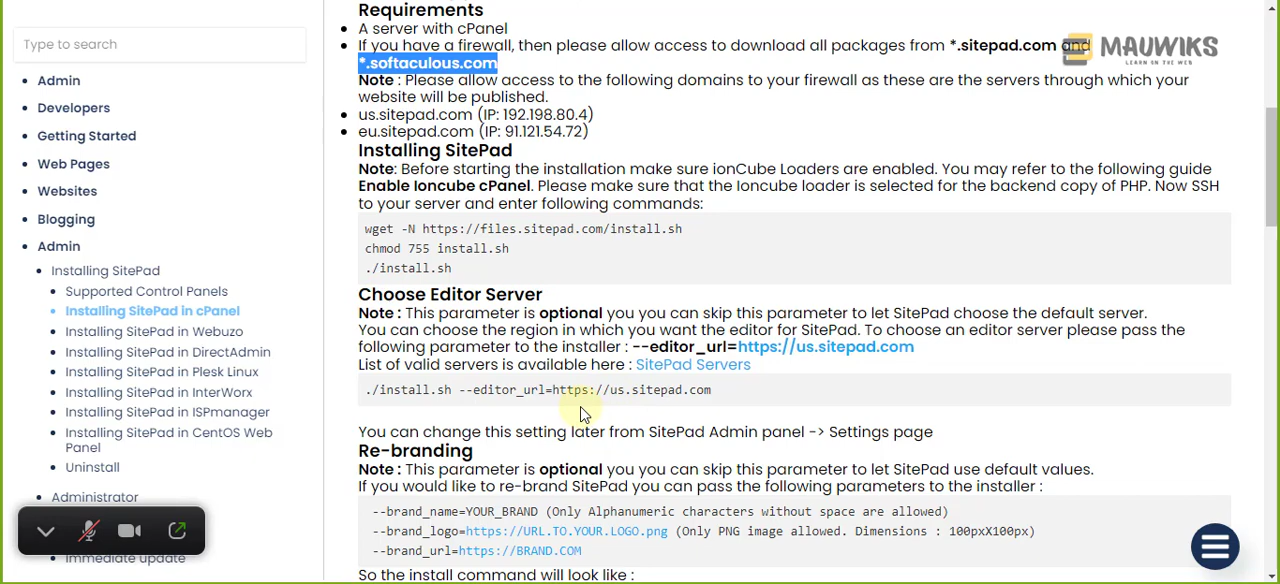 Type to search
Admin
Developers
Getting Started
Web Pages
Websites
Blogging
Admin
Installing SitePad
Supported Control Panels
Installing SitePad in cPanel
Installing SitePad in Webuzo
Installing SitePad in DirectAdmin
Installing SitePad in Plesk Linux
Installing SitePad in InterWorx
Installing SitePad in ISPmanager
Installing SitePad in CentOS Web
Panel
Uninstall
Administrator
Immediate update
Requirements
A server with cPanel
If you have a firewall, then please allow access to download all packages from *.sitepad.com and
*.softaculous.com
Note : Please allow access to the following domains to your firewall as these are the servers through which your
website will be published.
us.sitepad.com (IP: 192.198.80.4)
eu.sitepad.com (IP: 91.121.54.72)
Installing SitePad
Note: Before starting the installation make sure ionCube Loaders are enabled. You may refer to the following guide
Enable Ioncube cPanel. Please make sure that the Ioncube loader is selected for the backend copy of PHP. Now SSH
to your server and enter following commands:
wget -N https://files.sitepad.com/install.sh
chmod 755 install.sh
./install.sh
Choose Editor Server
Note : This parameter is optional you you can skip this parameter to let SitePad choose the default server.
You can choose the region in which you want the editor for SitePad. To choose an editor server please pass the
following parameter to the installer : --editor_url=https://us.sitepad.com
List of valid servers is available here : SitePad Servers
./install.sh --editor_url=https://us.sitepad.com
You can change this setting later from SitePad Admin panel -> Settings page
Re-branding
Note : This parameter is optional you you can skip this parameter to let SitePad use default values.
If you would like to re-brand SitePad you can pass the following parameters to the installer :
--brand_name=YOUR_BRAND (Only Alphanumeric characters without space are allowed)
--brand_logo=https://URL.TO.YOUR.LOGO.png (Only PNG image allowed. Dimensions : 100pxX100px)
--brand_url=https://BRAND.COM
So the install command will look like :
MAUWIKS
LEARN ON THE WEB